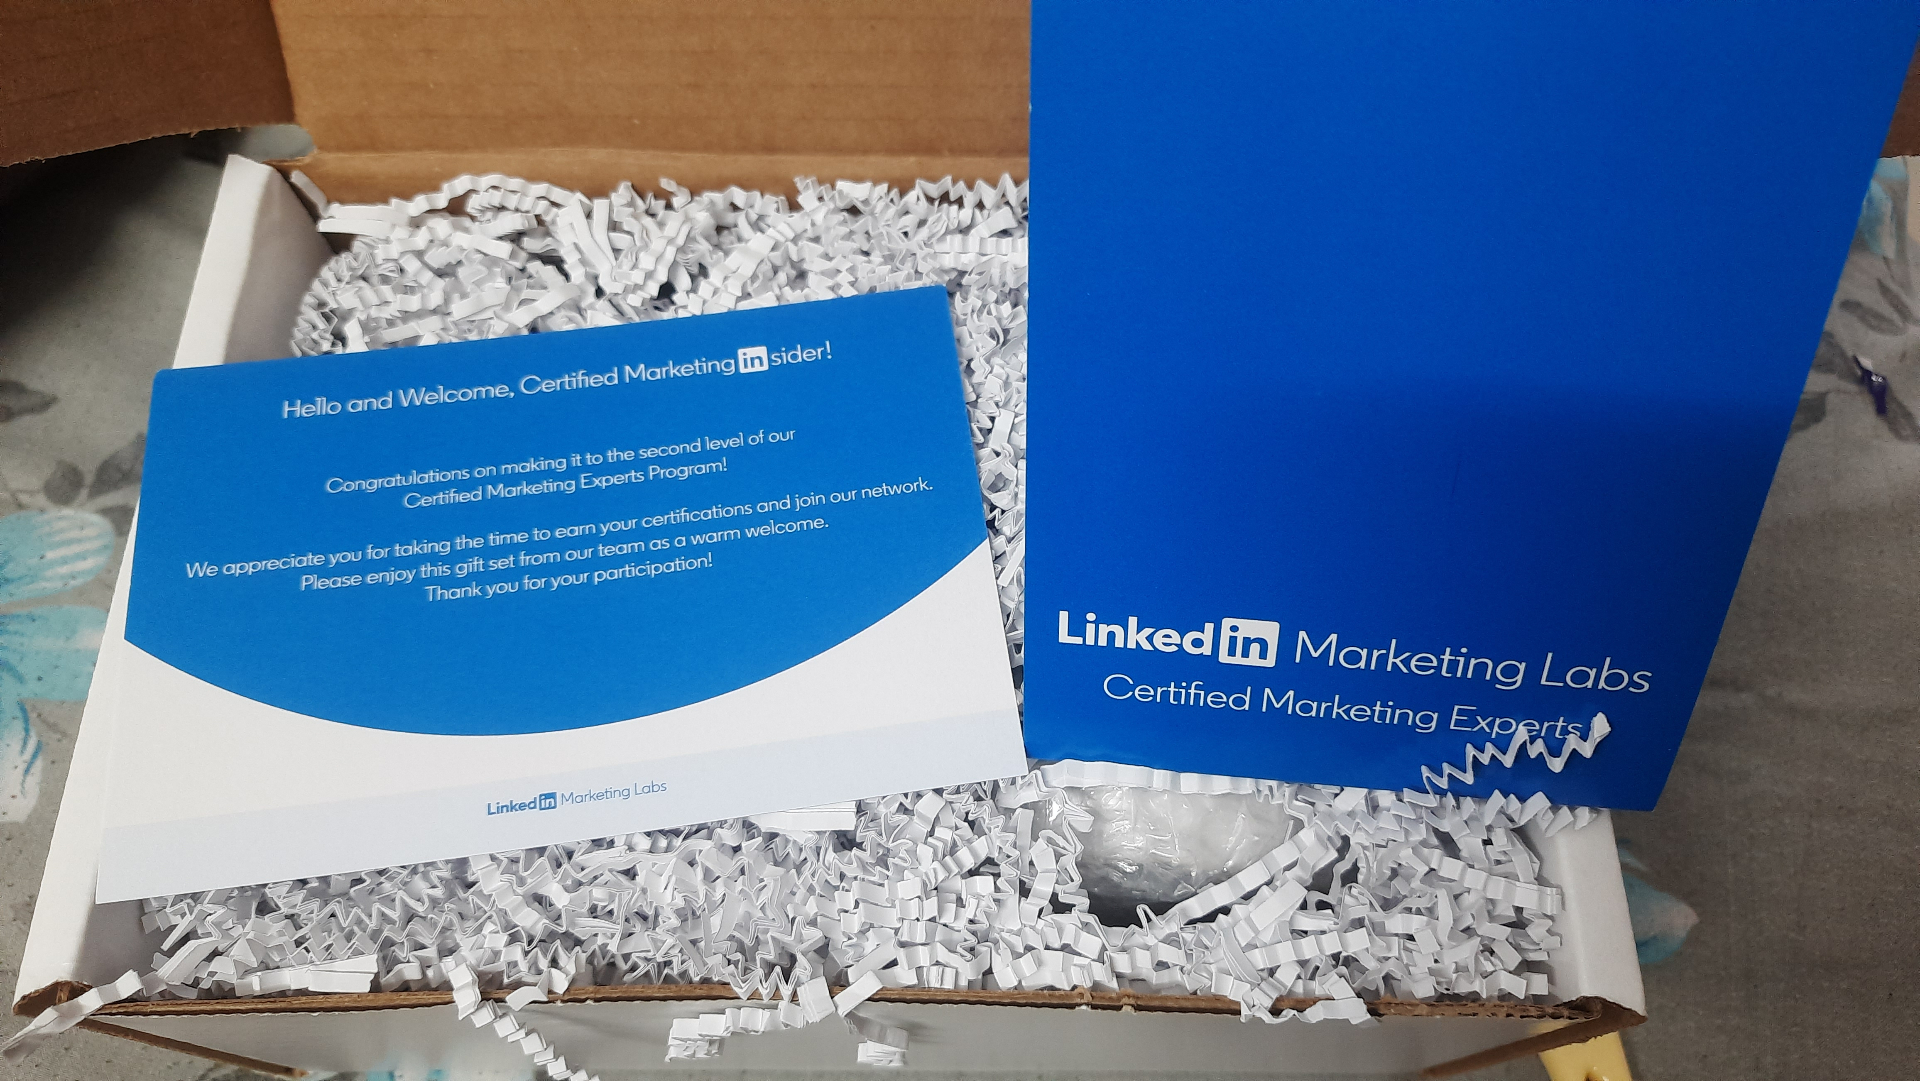 Hello and Welcome, Certified Marketing insider!
Congratulations on making it to the second level of our
Certified Marketing Experts Program!
We appreciate you for taking the time to earn your certifications and join our network.
Please enjoy this gift set from our team as a warm welcome.
Thank you for your participation!
Linkedin Marketing Labs
Linkedin Marketing Labs
Certified Marketing Experts